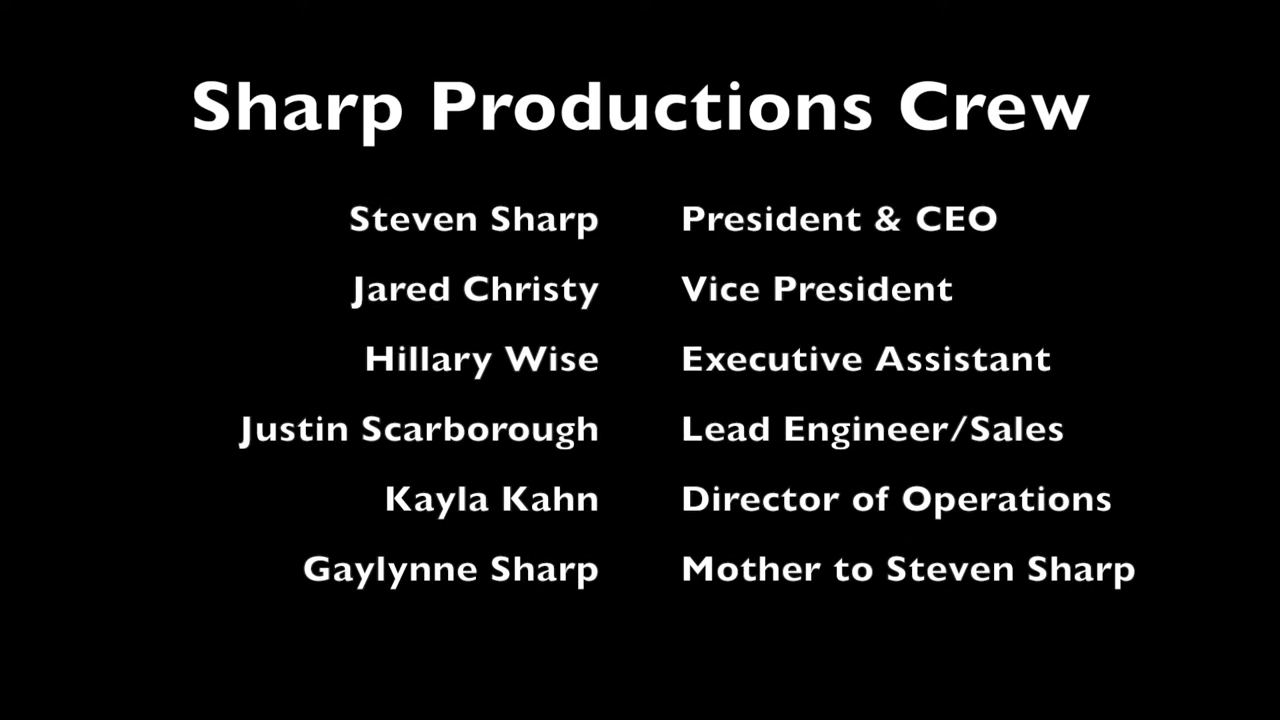 Sharp Productions Crew
Steven Sharp President & CEO
Jared Christy Vice President
Hillary Wise Executive Assistant
Justin Scarborough Lead Engineer/Sales
Kayla Kahn Director of Operations
Gaylynne Sharp Mother to Steven Sharp